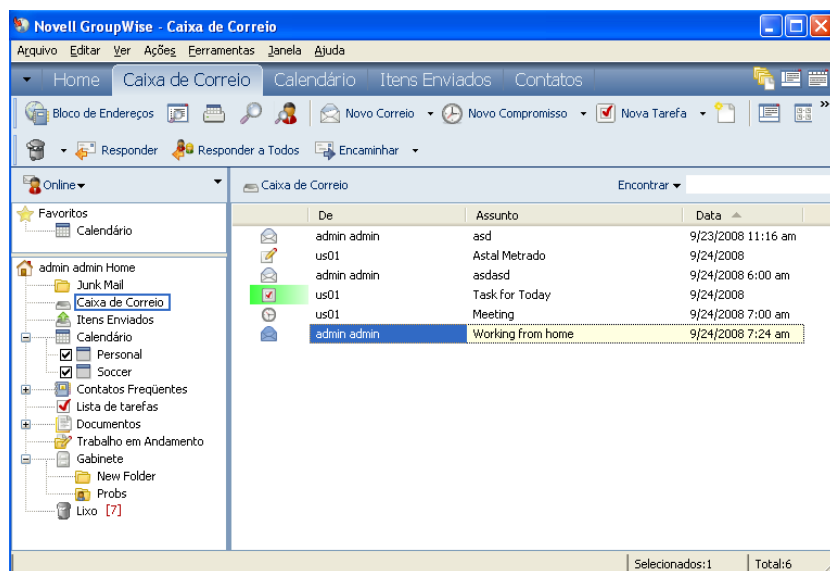 Novell GroupWise - Caixa de Correio
Arquivo Editar Ver Ações Ferramentas Janela Ajuda
Home Caixa de Correio Calendário Itens Enviados Contatos
Bloco de Endereços Novo Correio Novo Compromisso Nova Tarefa »
Responder Responder a Todos Encaminhar
Online Caixa de Correio Encontrar
Favoritos
Calendário
admin admin Home
Junk Mail
Caixa de Correio
Itens Enviados
Calendário
Personal
Soccer
Contatos Freqüentes
Lista de tarefas
Documentos
Trabalho em Andamento
Gabinete
New Folder
Probs
Lixo [7]
De Assunto Data
admin admin asd 9/23/2008 11:16 am
us01 Astal Metrado 9/24/2008
admin admin asdasd 9/24/2008 6:00 am
us01 Task for Today 9/24/2008
us01 Meeting 9/24/2008 7:00 am
admin admin Working from home 9/24/2008 7:24 am
Selecionados:1 Total:6